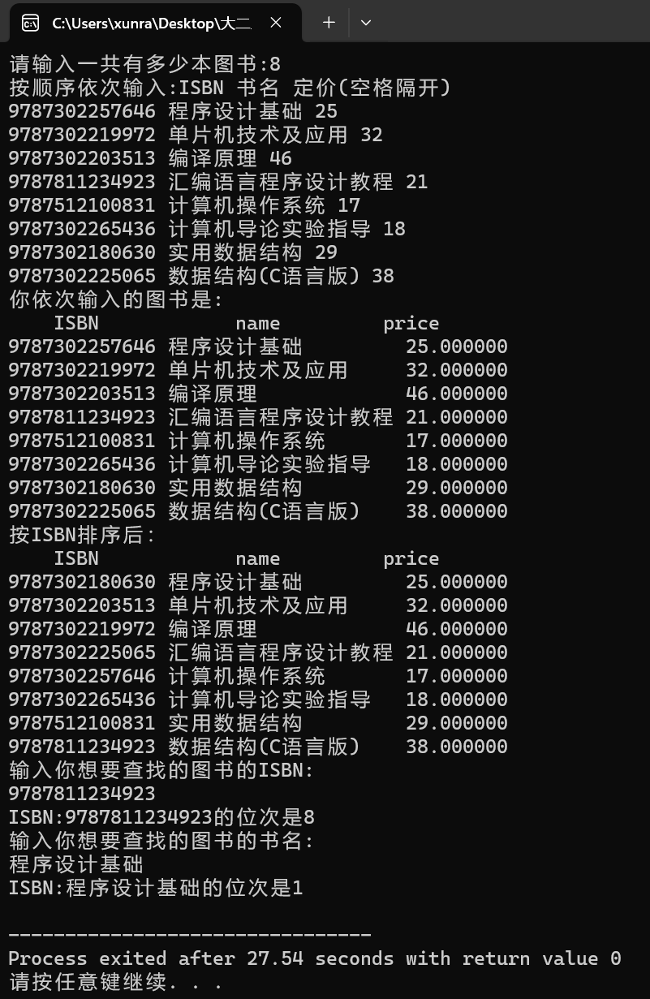 C:\Users\xunra\Desktop\大二
请输入一共有多少本图书:8
按顺序依次输入:ISBN 书名 定价(空格隔开)
9787302257646 程序设计基础 25
9787302219972 单片机技术及应用 32
9787302203513 编译原理 46
9787811234923 汇编语言程序设计教程 21
9787512100831 计算机操作系统 17
9787302265436 计算机导论实验指导 18
9787302180630 实用数据结构 29
9787302225065 数据结构(C语言版) 38
你依次输入的图书是:
ISBN name price
9787302257646 程序设计基础 25.000000
9787302219972 单片机技术及应用 32.000000
9787302203513 编译原理 46.000000
9787811234923 汇编语言程序设计教程 21.000000
9787512100831 计算机操作系统 17.000000
9787302265436 计算机导论实验指导 18.000000
9787302180630 实用数据结构 29.000000
9787302225065 数据结构(C语言版) 38.000000
按ISBN排序后:
ISBN name price
9787302180630 程序设计基础 25.000000
9787302203513 单片机技术及应用 32.000000
9787302219972 编译原理 46.000000
9787302225065 汇编语言程序设计教程 21.000000
9787302257646 计算机操作系统 17.000000
9787302265436 计算机导论实验指导 18.000000
9787512100831 实用数据结构 29.000000
9787811234923 数据结构(C语言版) 38.000000
输入你想要查找的图书的ISBN:
9787811234923
ISBN:9787811234923的位次是8
输入你想要查找的图书的书名:
程序设计基础
ISBN:程序设计基础的位次是1
--------------------------------
Process exited after 27.54 seconds with return value 0
请按任意键继续. . .